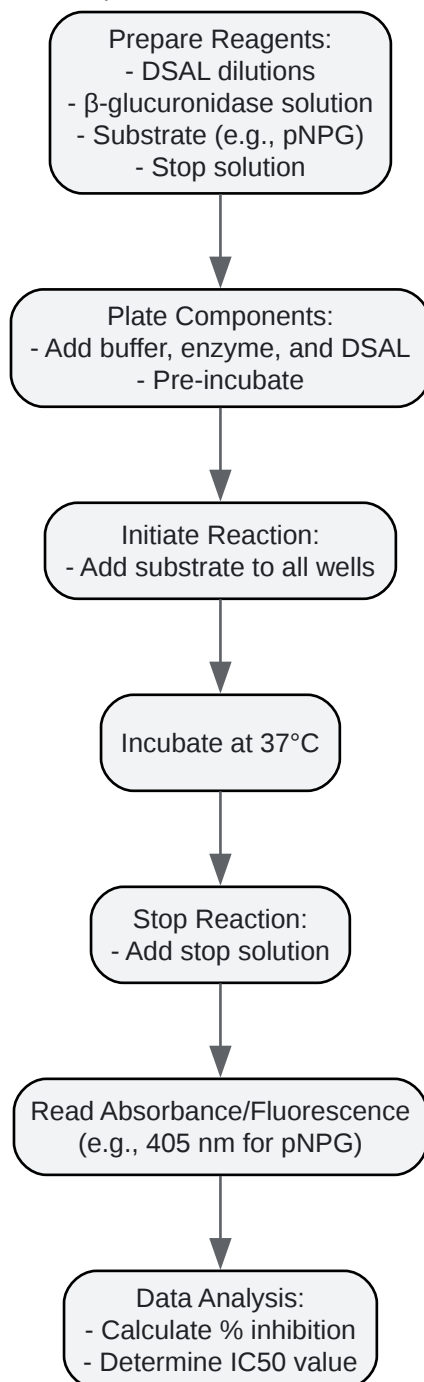 Prepare Reagents:
- DSAL dilutions
- β-glucuronidase solution
- Substrate (e.g., pNPG)
- Stop solution
Plate Components:
- Add buffer, enzyme, and DSAL
- Pre-incubate
Initiate Reaction:
- Add substrate to all wells
Incubate at 37°C
Stop Reaction:
- Add stop solution
Read Absorbance/Fluorescence
(e.g., 405 nm for pNPG)
Data Analysis:
- Calculate % inhibition
- Determine IC50 value